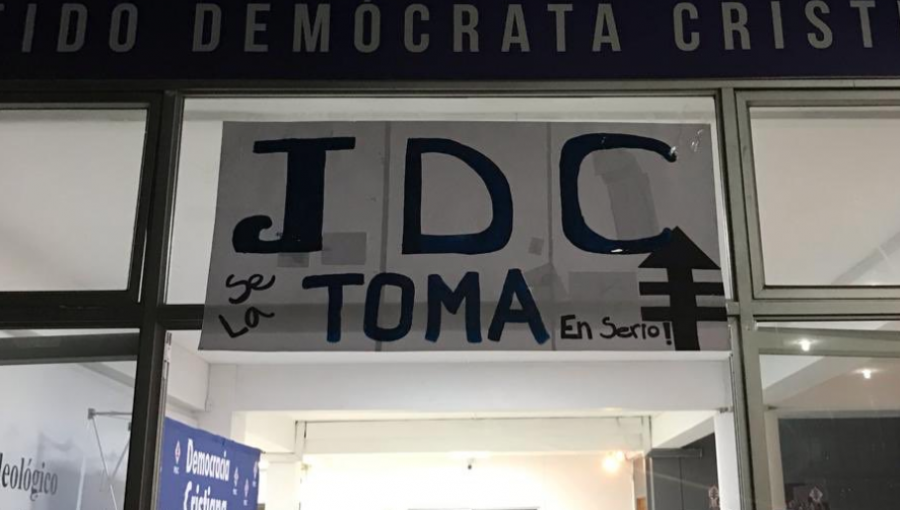 TIDO DEMÓCRATA CRIST
JDC
se
La
TOMA
En Serio!
Democracia
Cristiana
deológico